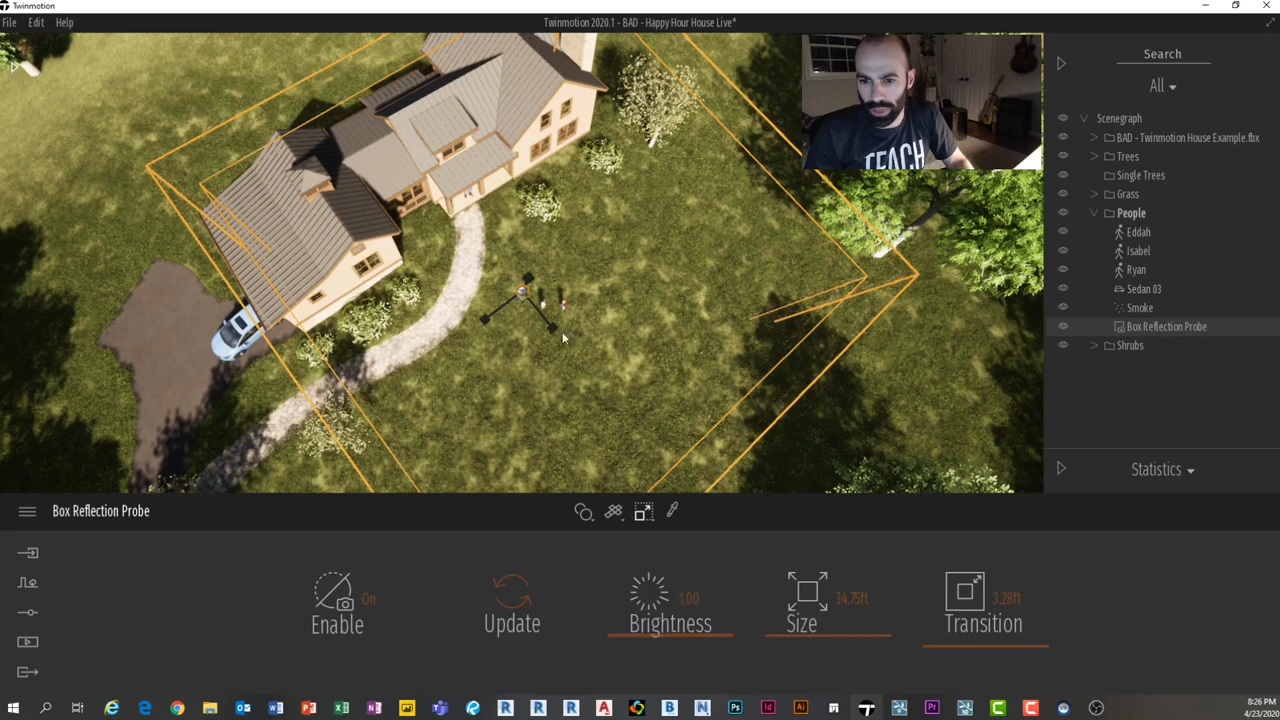 Twinmotion
File Edit Help
Twinmotion 2020.1 - BAD - Happy Hour House Live*
TEACH
Search
All
Scenegraph
BAD - Twinmotion House Example.fbx
Trees
Single Trees
Grass
People
Eddah
Isabel
Ryan
Sedan 03
Smoke
Box Reflection Probe
Shrubs
Statistics
Box Reflection Probe
On
Enable
Update
1.00
Brightness
34.75ft
Size
3.28ft
Transition
8:26 PM
4/23/2020